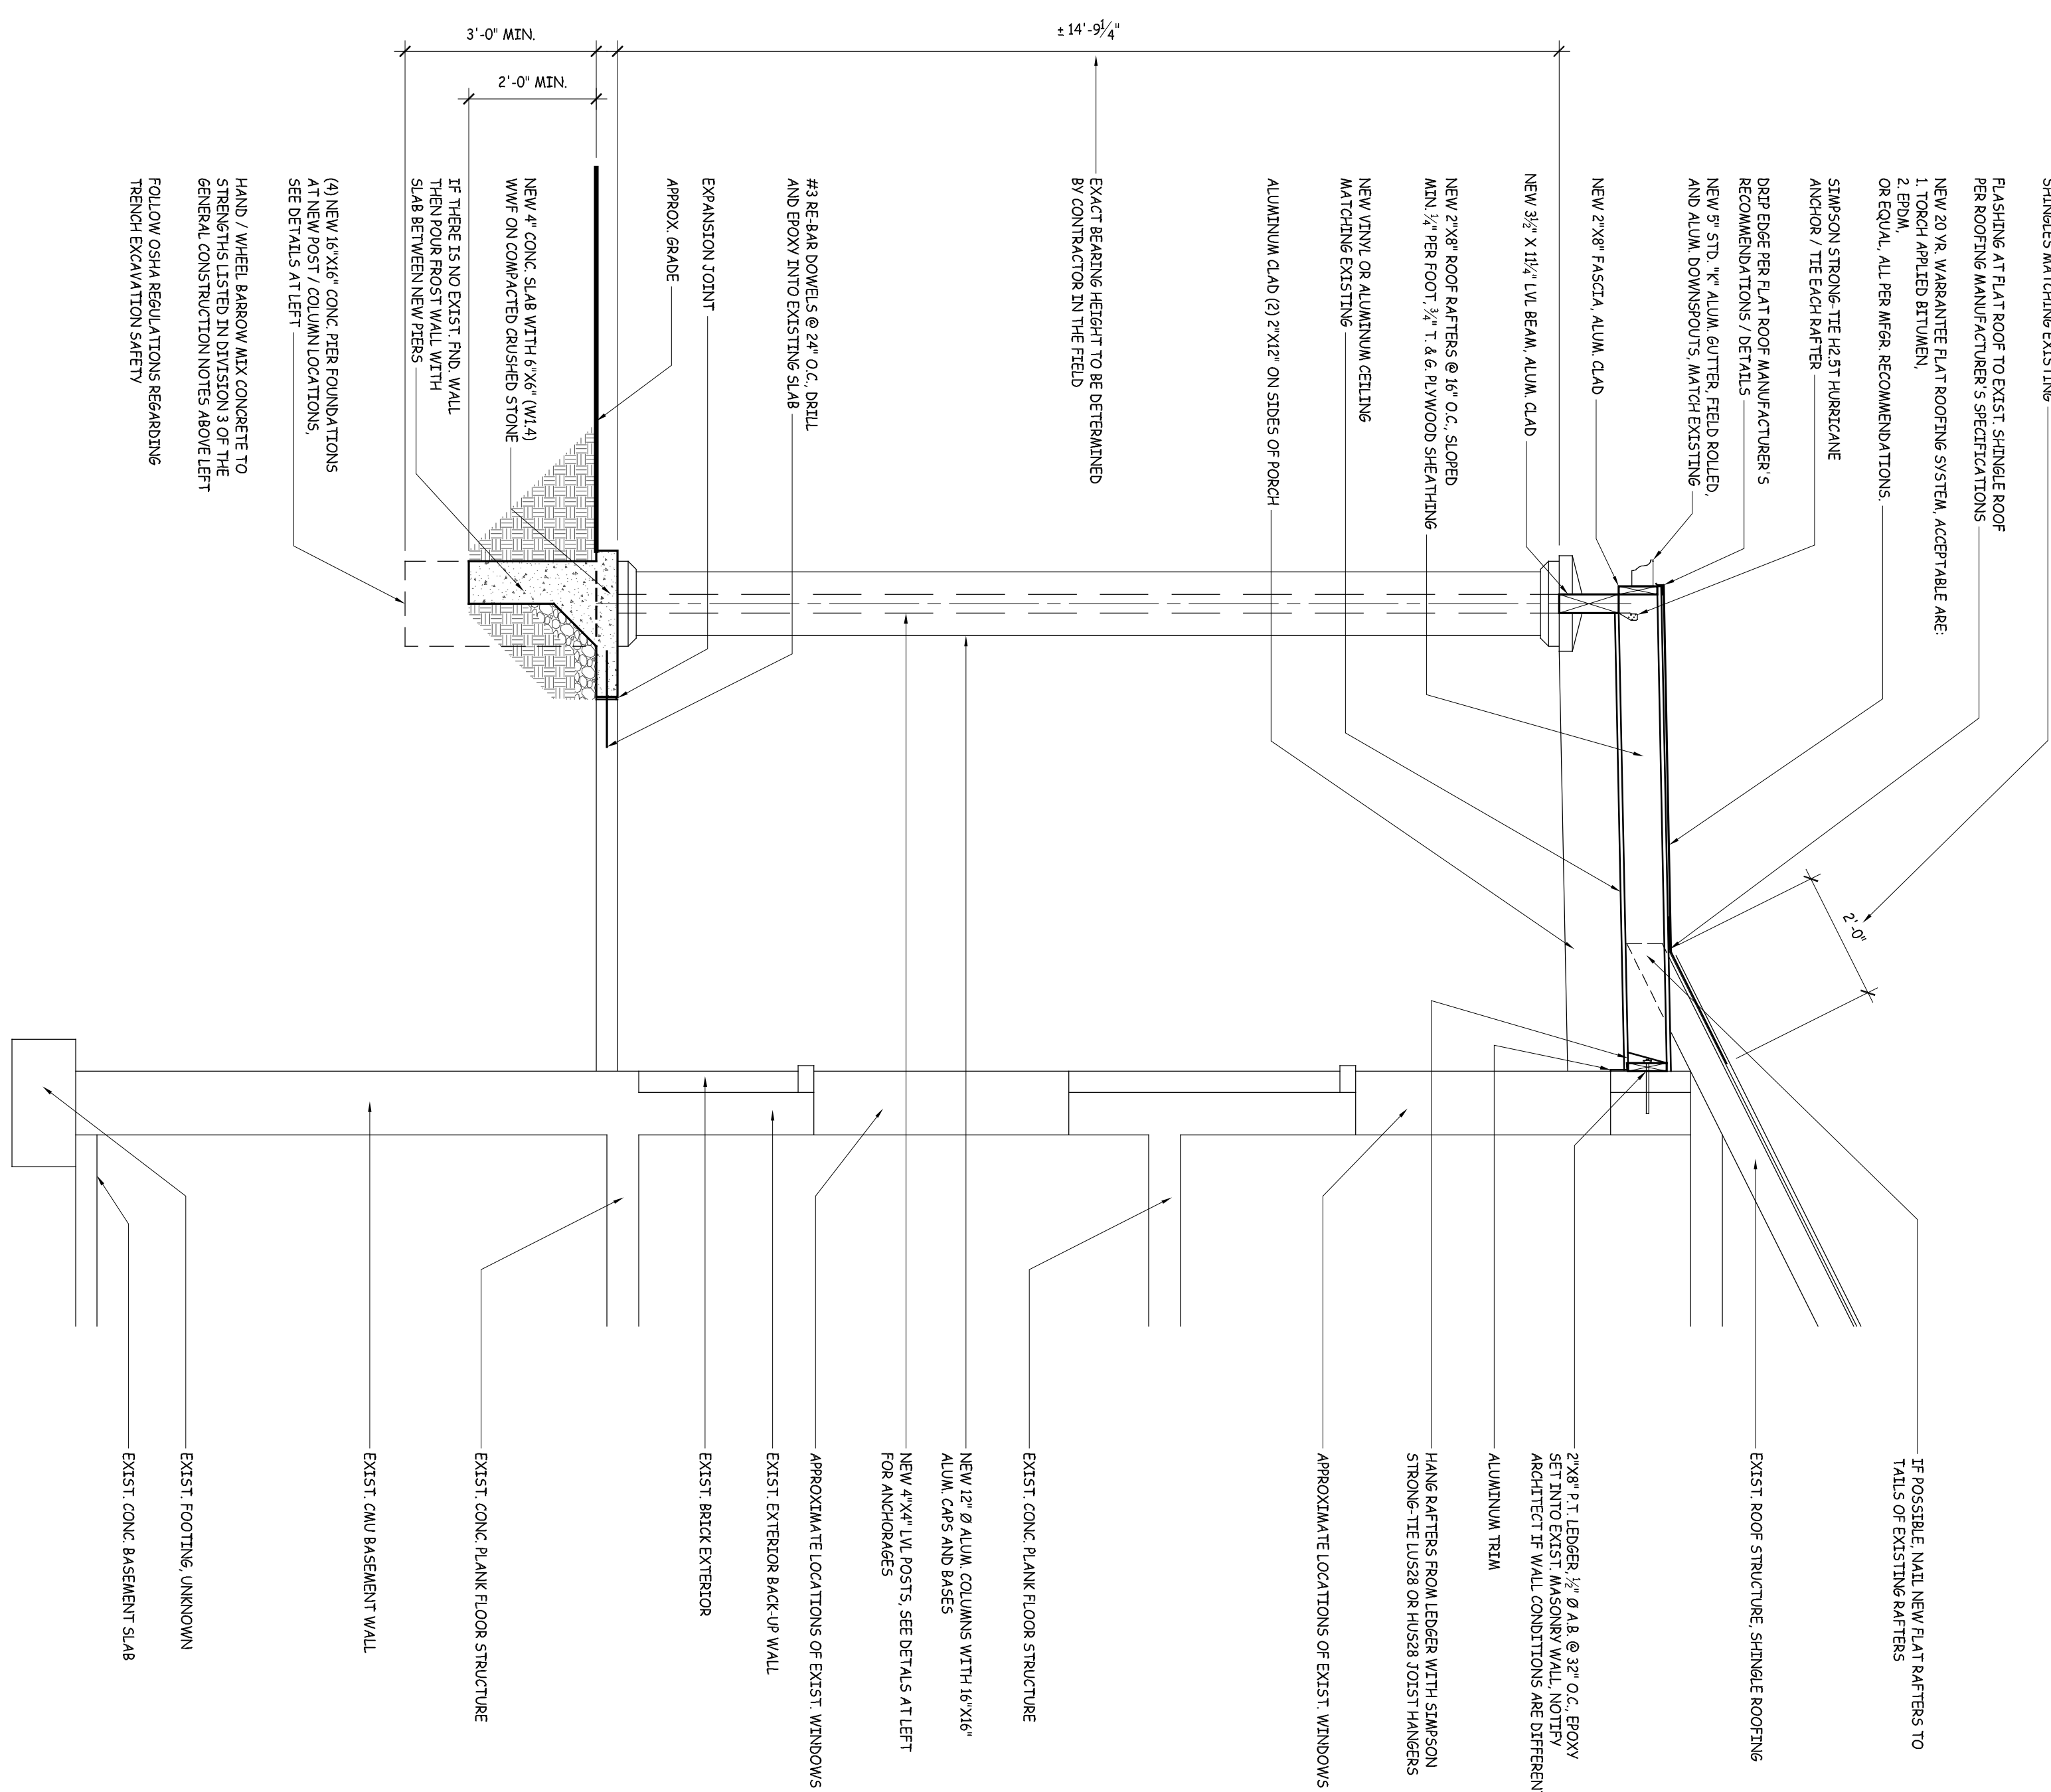 SHINGLES MATCHING EXISTING
FLASHING AT FLAT ROOF TO EXIST. SHINGLE ROOF
PER ROOFING MANUFACTURER'S SPECIFICATIONS
NEW 20 YR. WARRANTEE FLAT ROOFING SYSTEM, ACCEPTABLE ARE:
1. TORCH APPLIED BITUMEN,
2. EPDM,
OR EQUAL, ALL PER MFGR. RECOMMENDATIONS.
SIMPSON STRONG-TIE H2.5T HURRICANE
ANCHOR / TIE EACH RAFTER
DRIP EDGE PER FLAT ROOF MANUFACTURER'S
RECOMMENDATIONS / DETAILS
NEW 5" STD. "K" ALUM. GUTTER, FIELD ROLLED,
AND ALUM. DOWNSPOUTS, MATCH EXISTING
NEW 2"X8" FASCIA, ALUM. CLAD
NEW 3½" X 11¼" LVL BEAM, ALUM. CLAD
NEW 2"X8" ROOF RAFTERS @ 16" O.C., SLOPED
MIN. ¼" PER FOOT, ¾" T. & G. PLYWOOD SHEATHING
NEW VINYL OR ALUMINUM CEILING
MATCHING EXISTING
ALUMINUM CLAD (2) 2"X12" ON SIDES OF PORCH
EXACT BEARING HEIGHT TO BE DETERMINED
BY CONTRACTOR IN THE FIELD
#3 RE-BAR DOWELS @ 24" O.C., DRILL
AND EPOXY INTO EXISTING SLAB
EXPANSION JOINT
APPROX. GRADE
NEW 4" CONC. SLAB WITH 6"X6" (W1.4)
WWF ON COMPACTED CRUSHED STONE
IF THERE IS NO EXIST. FND. WALL
THEN POUR FROST WALL WITH
SLAB BETWEEN NEW PIERS
(4) NEW 16"X16" CONC. PIER FOUNDATIONS
AT NEW POST / COLUMN LOCATIONS,
SEE DETAILS AT LEFT
HAND / WHEEL BARROW MIX CONCRETE TO
STRENGTHS LISTED IN DIVISION 3 OF THE
GENERAL CONSTRUCTION NOTES ABOVE LEFT
FOLLOW OSHA REGULATIONS REGARDING
TRENCH EXCAVATION SAFETY
± 14'-9¼"
3'-0" MIN.
2'-0" MIN.
2'-0"
IF POSSIBLE, NAIL NEW FLAT RAFTERS TO
TAILS OF EXISTING RAFTERS
EXIST. ROOF STRUCTURE, SHINGLE ROOFING
2"X8" P.T. LEDGER, ½" Ø A.B. @ 32" O.C., EPOXY
SET INTO EXIST. MASONRY WALL, NOTIFY
ARCHITECT IF WALL CONDITIONS ARE DIFFEREN
ALUMINUM TRIM
HANG RAFTERS FROM LEDGER WITH SIMPSON
STRONG-TIE LUS28 OR HUS28 JOIST HANGERS
APPROXIMATE LOCATIONS OF EXIST. WINDOWS
EXIST. CONC. PLANK FLOOR STRUCTURE
NEW 12" Ø ALUM. COLUMNS WITH 16"X16"
ALUM. CAPS AND BASES
NEW 4"X4" LVL POSTS, SEE DETALS AT LEFT
FOR ANCHORAGES
APPROXIMATE LOCATIONS OF EXIST. WINDOWS
EXIST. EXTERIOR BACK-UP WALL
EXIST. BRICK EXTERIOR
EXIST. CONC. PLANK FLOOR STRUCTURE
EXIST. CMU BASEMENT WALL
EXIST. FOOTING, UNKNOWN
EXIST. CONC. BASEMENT SLAB